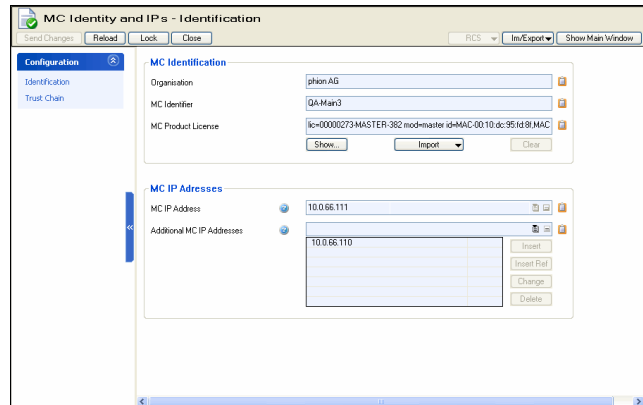 MC Identity and IPs - Identification
Send Changes Reload Lock Close RCS Im/Export Show Main Window
Configuration
Identification
Trust Chain
MC Identification
Organisation phion AG
MC Identifier QA-Main3
MC Product License lic=00000273-MASTER-382 mod=master id=MAC-00:10:dc:95:fd:8f,MAC
Show... Import Clear
MC IP Adresses
MC IP Address 10.0.66.111
Additional MC IP Addresses
10.0.66.110
Insert
Insert Ref
Change
Delete